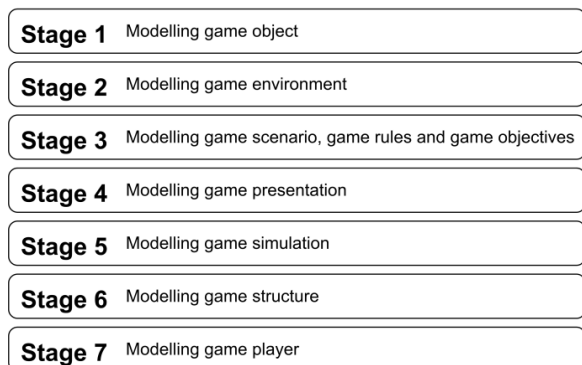 Stage 1 Modelling game object
Stage 2 Modelling game environment
Stage 3 Modelling game scenario, game rules and game objectives
Stage 4 Modelling game presentation
Stage 5 Modelling game simulation
Stage 6 Modelling game structure
Stage 7 Modelling game player